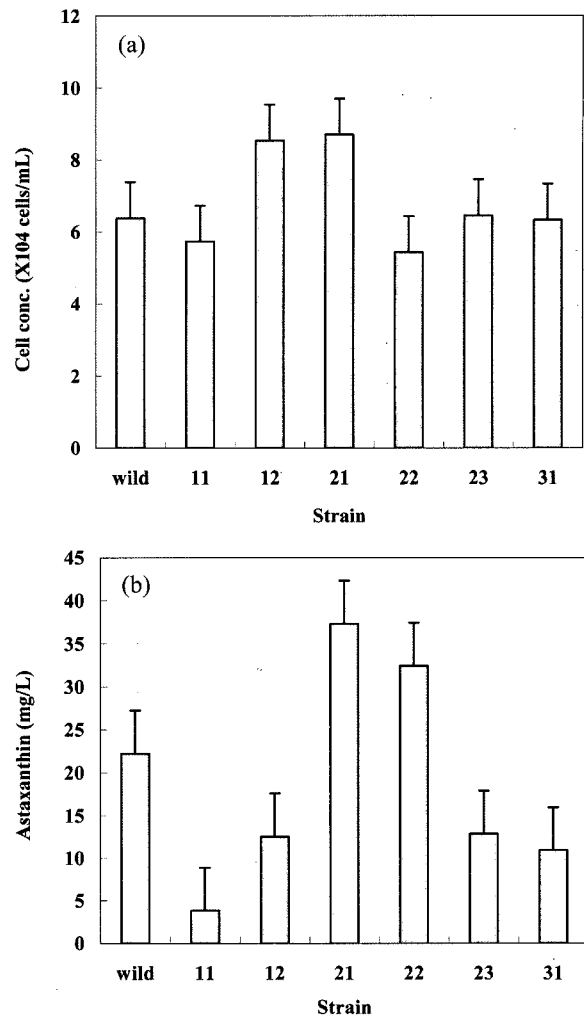 (a)
12
10
8
6
4
2
0
Cell conc. (X104 cells/mL)
wild 11 12 21 22 23 31
Strain
(b)
45
40
35
30
25
20
15
10
5
0
Astaxanthin (mg/L)
wild 11 12 21 22 23 31
Strain